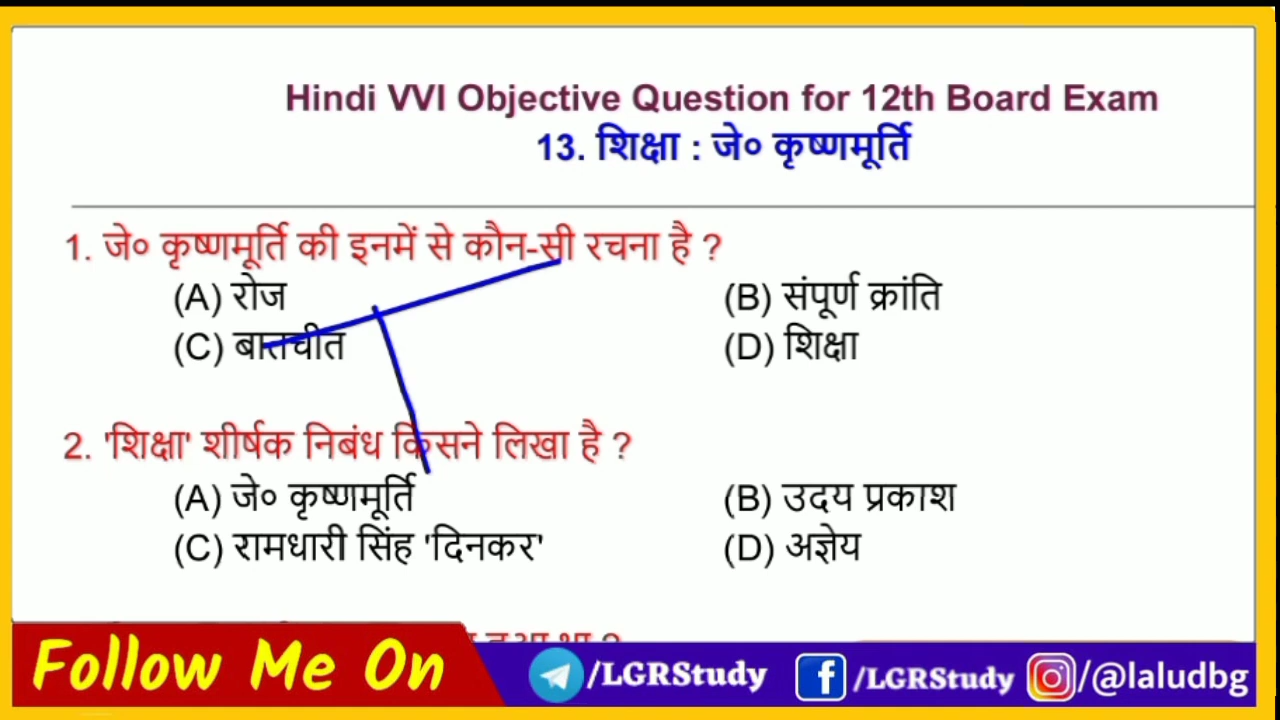 Hindi VVI Objective Question for 12th Board Exam
13. शिक्षा : जे० कृष्णमूर्ति
1. जे० कृष्णमूर्ति की इनमें से कौन-सी रचना है ?
(A) रोज (B) संपूर्ण क्रांति
(C) बातचीत (D) शिक्षा
2. 'शिक्षा' शीर्षक निबंध किसने लिखा है ?
(A) जे० कृष्णमूर्ति (B) उदय प्रकाश
(C) रामधारी सिंह 'दिनकर' (D) अज्ञेय
Follow Me On /LGRStudy f /LGRStudy /@laludbg